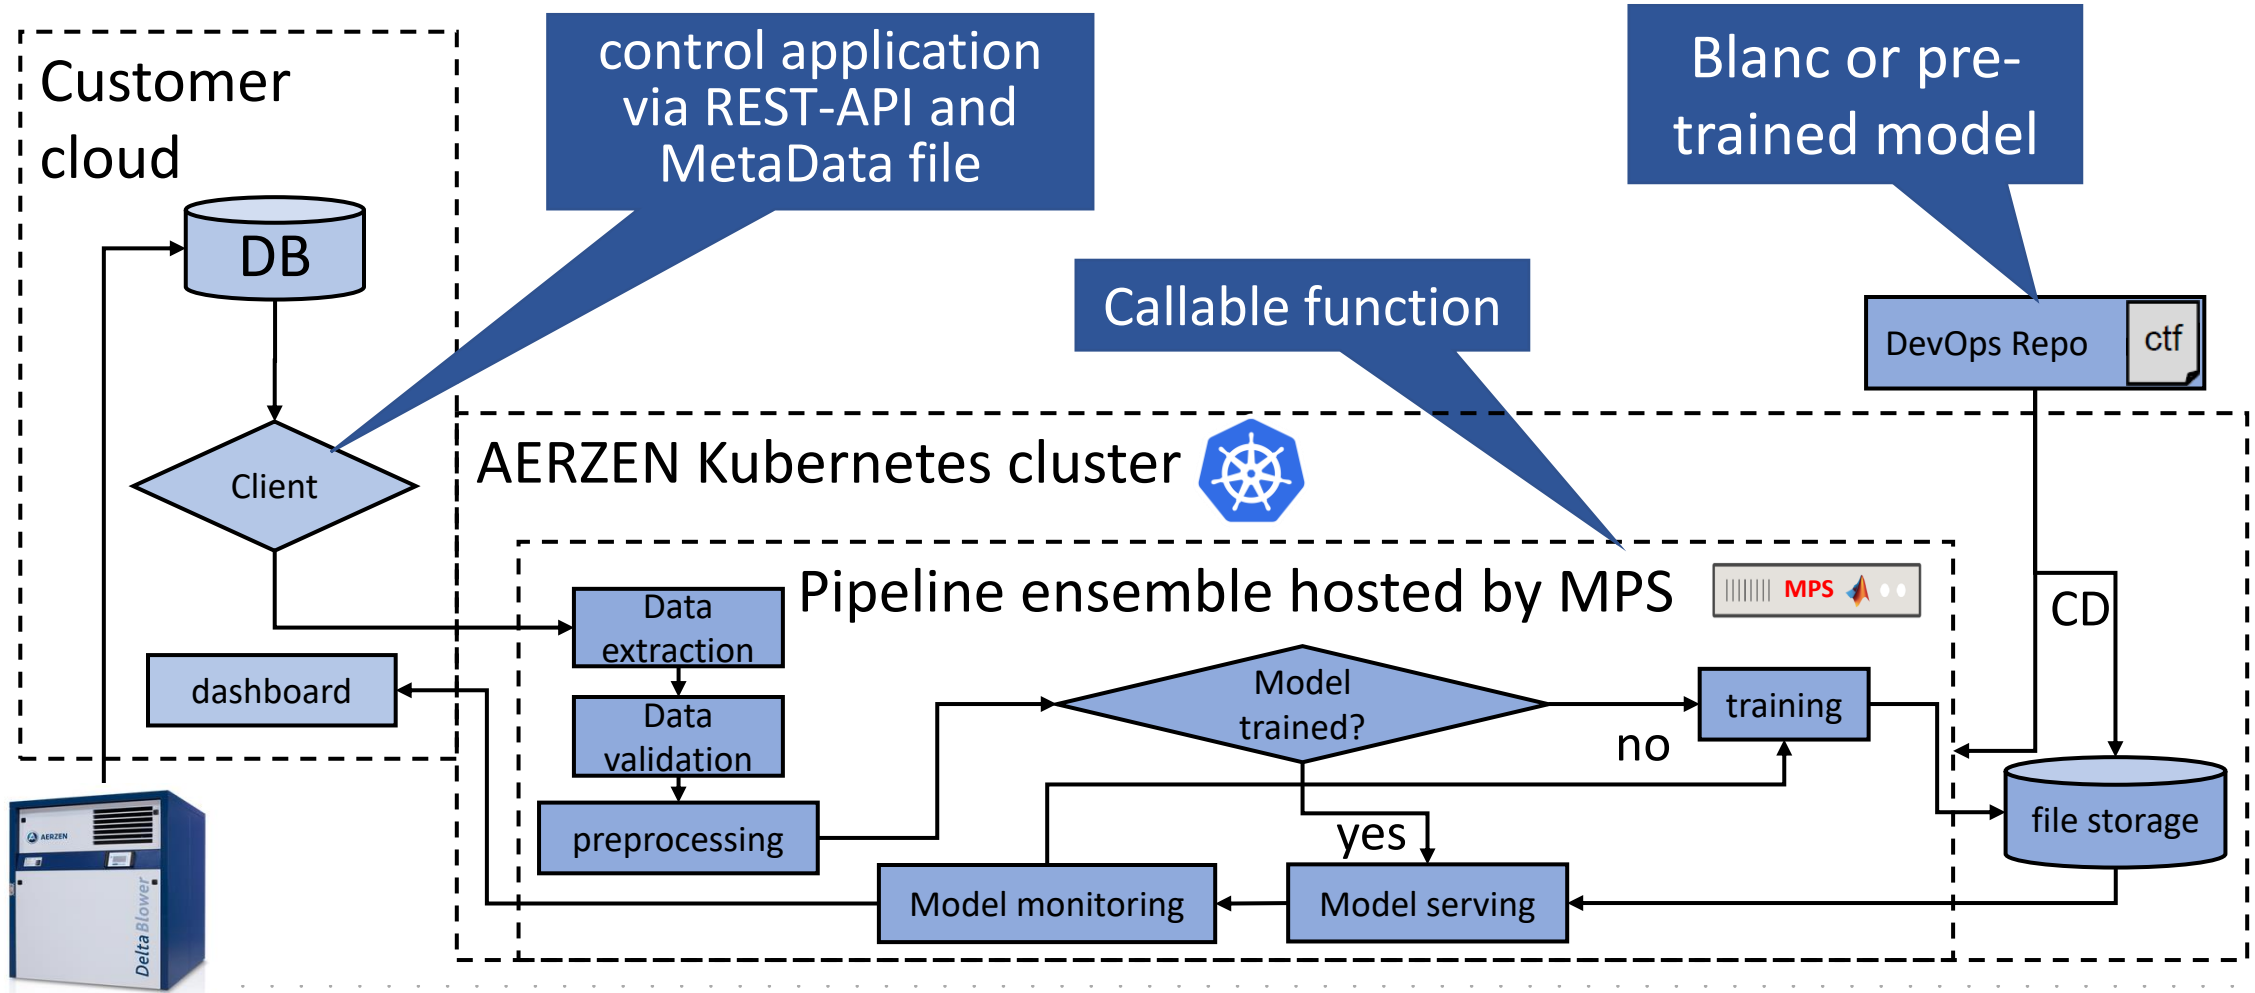 Customer
cloud
control application
via REST-API and
MetaData file
Blanc or pre-
trained model
DB
Callable function
DevOps Repo
ctf
Client
AERZEN Kubernetes cluster
Pipeline ensemble hosted by MPS
MPS
Data
extraction
CD
dashboard
Data
validation
Model
trained?
training
no
preprocessing
yes
file storage
Model monitoring
Model serving
AERZEN
Delta Blower